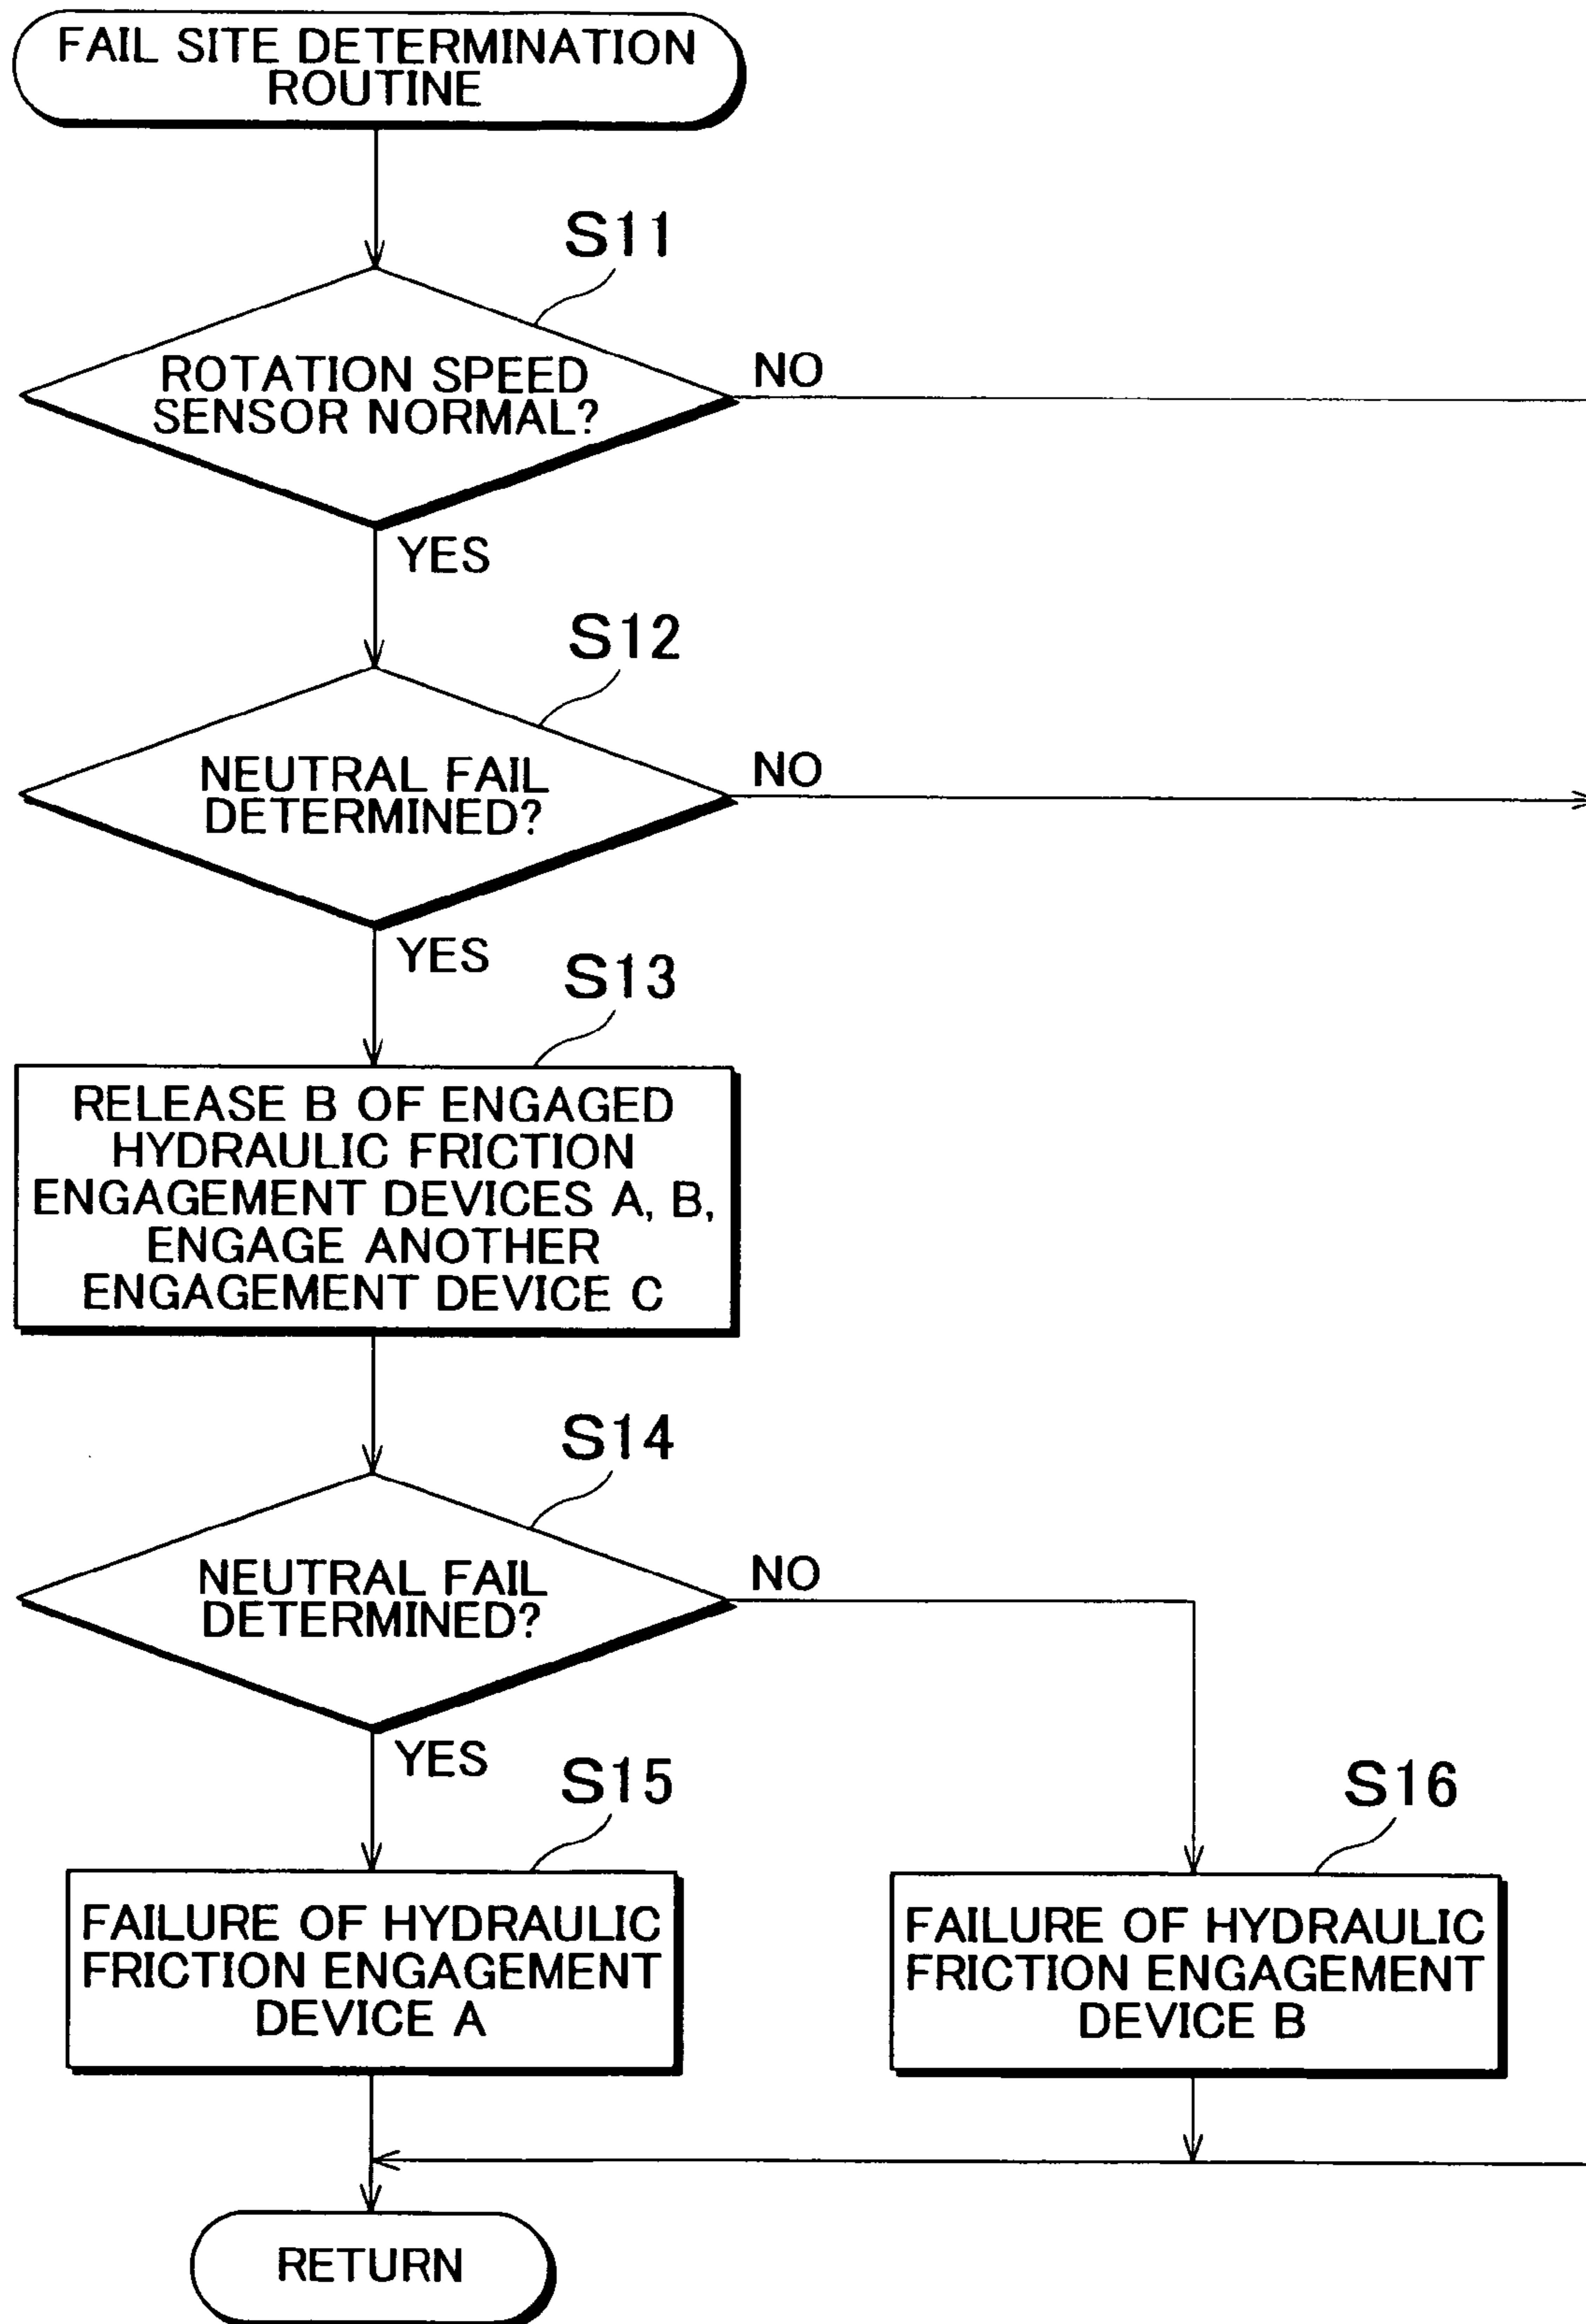 FAIL SITE DETERMINATION
ROUTINE
S11
ROTATION SPEED
SENSOR NORMAL?
NO
YES
S12
NEUTRAL FAIL
DETERMINED?
NO
YES
S13
RELEASE B OF ENGAGED
HYDRAULIC FRICTION
ENGAGEMENT DEVICES A, B,
ENGAGE ANOTHER
ENGAGEMENT DEVICE C
S14
NEUTRAL FAIL
DETERMINED?
NO
YES
S15
FAILURE OF HYDRAULIC
FRICTION ENGAGEMENT
DEVICE A
S16
FAILURE OF HYDRAULIC
FRICTION ENGAGEMENT
DEVICE B
RETURN